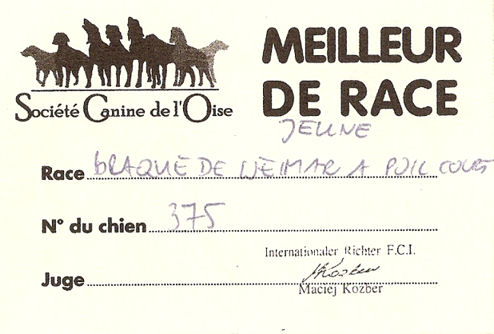 MEILLEUR
DE RACE
JEUNE
Société Canine de l'Oise
Race BRAQUE DE WEIMAR A POIL COURT
N° du chien 375
Internationaler Richter F.C.I.
Juge MKozber
Maciej Kozber